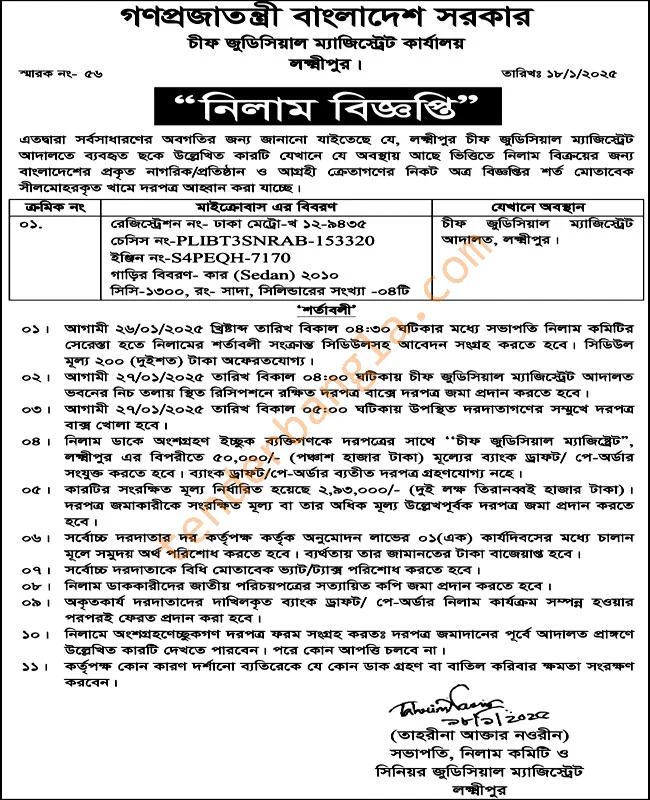 গণপ্রজাতন্ত্রী বাংলাদেশ সরকার
চীফ জুডিসিয়াল ম্যাজিস্ট্রেট কার্যালয়
লক্ষ্মীপুর।
স্মারক নং- ৫৬ তারিখঃ ১৮/১/২০২৫
“নিলাম বিজ্ঞপ্তি”
এতদ্বারা সর্বসাধারণের অবগতির জন্য জানানো যাইতেছে যে, লক্ষ্মীপুর চীফ জুডিসিয়াল ম্যাজিস্ট্রেট
আদালতে ব্যবহৃত ছকে উল্লেখিত কারটি যেখানে যে অবস্থায় আছে ভিত্তিতে নিলাম বিক্রয়ের জন্য
বাংলাদেশের প্রকৃত নাগরিক/প্রতিষ্ঠান ও আগ্রহী ক্রেতাগণের নিকট অত্র বিজ্ঞপ্তির শর্ত মোতাবেক
সীলমোহরকৃত খামে দরপত্র আহ্বান করা যাচ্ছে।
ক্রমিক নং মাইক্রোবাস এর বিবরণ যেখানে অবস্থান
০১. রেজিস্ট্রেশন নং- ঢাকা মেট্রো-খ ১২-৯৪৩৫ চীফ জুডিসিয়াল ম্যাজিস্ট্রেট
চেসিস নং-PLIBT3SNRAB-153320 আদালত, লক্ষ্মীপুর।
ইঞ্জিন নং-S4PEQH-7170
গাড়ির বিবরণ- কার (Sedan) ২০১০
সিসি-১৩০০, রং- সাদা, সিলিন্ডারের সংখ্যা -০৪টি
‘শর্তাবলী’
০১। আগামী ২৬/০১/২০২৫ খ্রিষ্টাব্দ তারিখ বিকাল ০৪:৩০ ঘটিকার মধ্যে সভাপতি নিলাম কমিটির
সেরেস্তা হতে নিলামের শর্তাবলী সংক্রান্ত সিডিউলসহ আবেদন সংগ্রহ করতে হবে। সিডিউল
মূল্য ২০০ (দুইশত) টাকা অফেরতযোগ্য।
০২। আগামী ২৭/০১/২০২৫ তারিখ বিকাল ০৪:০০ ঘটিকায় চীফ জুডিসিয়াল ম্যাজিস্ট্রেট আদালত
ভবনের নিচ তলায় স্থিত রিসিপশনে রক্ষিত দরপত্র বাক্সে দরপত্র জমা প্রদান করতে হবে।
০৩। আগামী ২৭/০১/২০২৫ তারিখ বিকাল ০৫:০০ ঘটিকায় উপস্থিত দরদাতাগণের সম্মুখে দরপত্র
বাক্স খোলা হবে।
০৪। নিলাম ডাকে অংশগ্রহণ ইচ্ছুক ব্যক্তিগণকে দরপত্রের সাথে “চীফ জুডিসিয়াল ম্যাজিষ্ট্রেট”,
লক্ষ্মীপুর এর বিপরীতে ৫০,০০০/- (পঞ্চাশ হাজার টাকা) মূল্যের ব্যাংক ড্রাফট/ পে-অর্ডার
সংযুক্ত করতে হবে। ব্যাংক ড্রাফট/পে-অর্ডার ব্যতীত দরপত্র গ্রহণযোগ্য নহে।
০৫। কারটির সংরক্ষিত মূল্য নির্ধারিত হয়েছে ২,৯৩,০০০/- (দুই লক্ষ তিরানব্বই হাজার টাকা)।
দরপত্র জমাকারীকে সংরক্ষিত মূল্য বা তার অধিক মূল্য উল্লেখপূর্বক দরপত্র জমা প্রদান করতে
হবে।
০৬। সর্বোচ্চ দরদাতার দর কর্তৃপক্ষ কর্তৃক অনুমোদন লাভের ০১(এক) কার্যদিবসের মধ্যে চালান
মূলে সমুদয় অর্থ পরিশোধ করতে হবে। ব্যর্থতায় তার জামানতের টাকা বাজেয়াপ্ত হবে।
০৭। সর্বোচ্চ দরদাতাকে বিধি মোতাবেক ভ্যাট/ট্যাক্স পরিশোধ করতে হবে।
০৮। নিলাম ডাককারীদের জাতীয় পরিচয়পত্রের সত্যায়িত কপি জমা প্রদান করতে হবে।
০৯। অকৃতকার্য দরদাতাদের দাখিলকৃত ব্যাংক ড্রাফট/ পে-অর্ডার নিলাম কার্যক্রম সম্পন্ন হওয়ার
পরপরই ফেরত প্রদান করা হবে।
১০। নিলামে অংশগ্রহণেচ্ছুকগণ দরপত্র ফরম সংগ্রহ করতঃ দরপত্র জমাদানের পূর্বে আদালত প্রাঙ্গণে
উল্লেখিত কারটি দেখতে পারবেন। পরে কোন আপত্তি চলবে না।
১১। কর্তৃপক্ষ কোন কারণ দর্শানো ব্যতিরেকে যে কোন ডাক গ্রহণ বা বাতিল করিবার ক্ষমতা সংরক্ষণ
করবেন।
১৮/১/২০২৫
(তাহরীনা আক্তার নওরীন)
সভাপতি, নিলাম কমিটি ও
সিনিয়র জুডিসিয়াল ম্যাজিস্ট্রেট
লক্ষ্মীপুর
tenderbangla.com